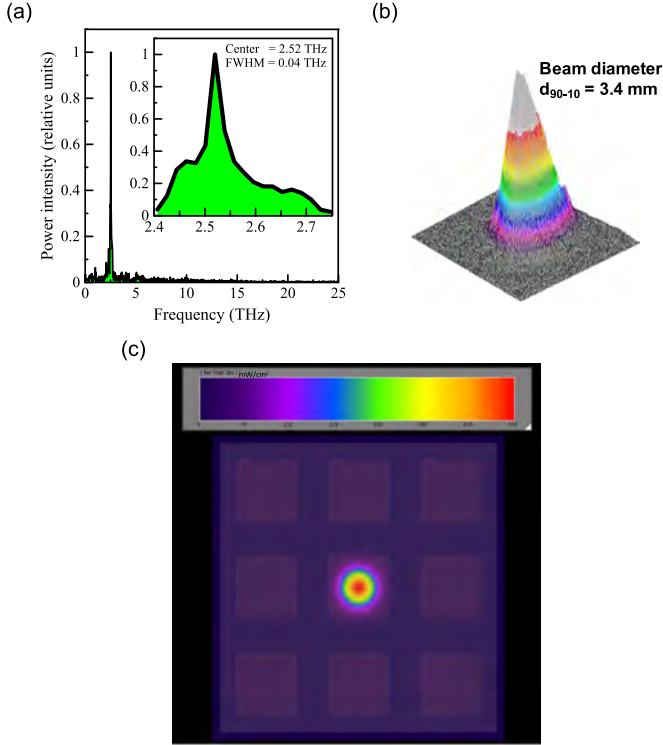 (a)
(b)
Power intensity (relative units)
1
0.8
0.6
0.4
0.2
0
0 5 10 15 20 25
Frequency (THz)
Center = 2.52 THz
FWHM = 0.04 THz
1
0.8
0.6
0.4
0.2
0
2.4 2.5 2.6 2.7
Beam diameter
d90-10 = 3.4 mm
(c)
mW/cm²